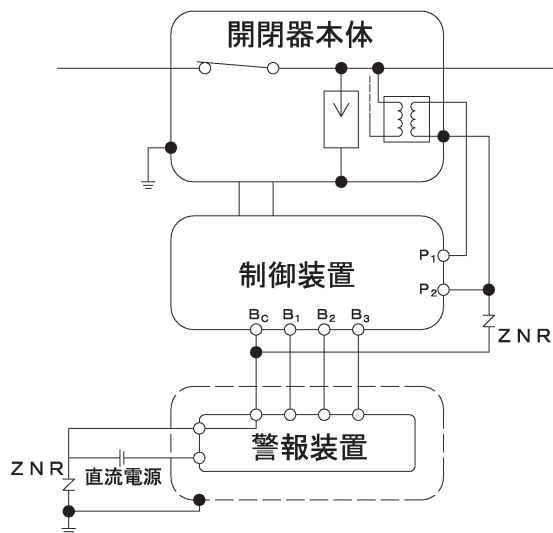 開閉器本体
制御装置
P₁
P₂
B_C B₁ B₂ B₃
ZNR
警報装置
ZNR
直流電源